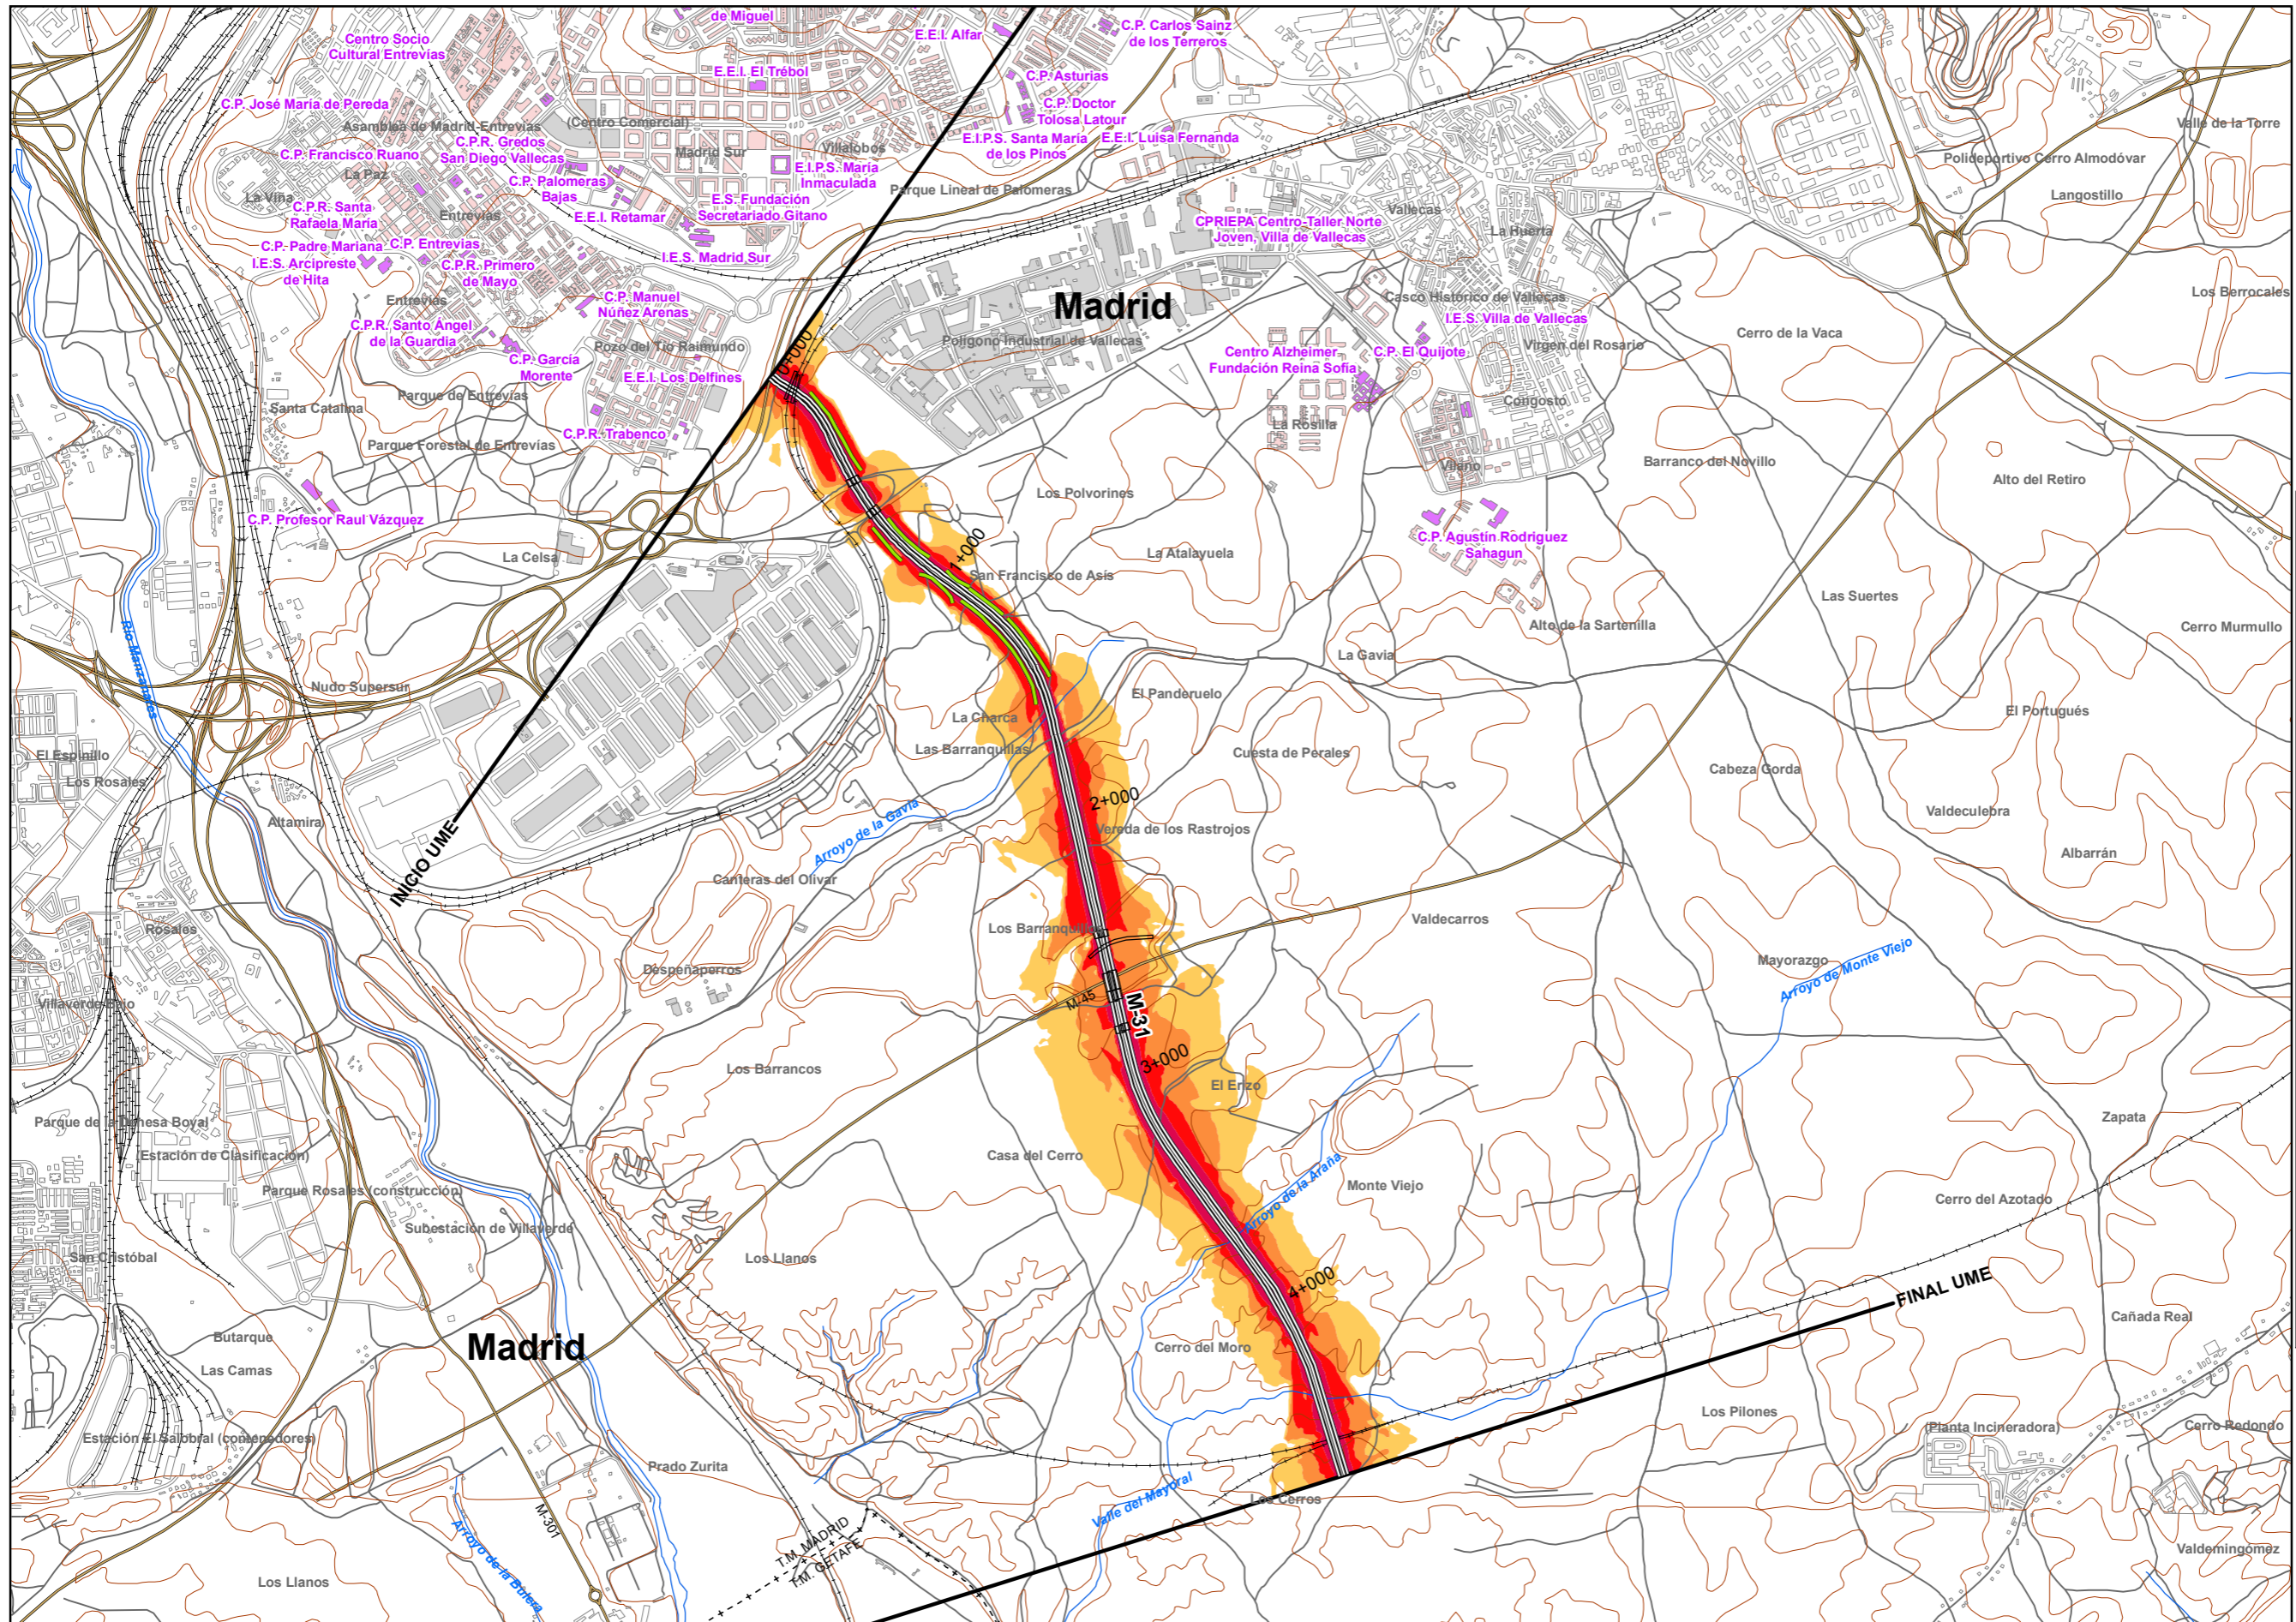 de Miguel
Centro Socio
Cultural Entrevías
E.E.I. Alfar
C.P. Carlos Sainz
de los Terreros
E.E.I. El Trébol
C.P. Asturias
C.P. José María de Pereda
C.P. Doctor
Tolosa Latour
Asamblea de Madrid-Entrevías
(Centro Comercial)
Valle de la Torre
C.P. Francisco Ruano
C.P.R. Gredos
San Diego Vallecas
Madrid Sur
Villalobos
E.I.P.S. Santa María
de los Pinos
E.E.I. Luisa Fernanda
Polideportivo Cerro Almodóvar
La Paz
C.P. Palomeras
Bajas
E.I.P.S. María
Inmaculada
Parque Lineal de Palomeras
Langostillo
La Viña
C.P.R. Santa
Rafaela María
Entrevías
E.E.I. Retamar
E.S. Fundación
Secretariado Gitano
CPRIEPA Centro-Taller Norte
Joven, Villa de Vallecas
Vallecas
La Huerta
C.P. Padre Mariana
C.P. Entrevías
I.E.S. Arcipreste
de Hita
C.P.R. Primero
de Mayo
I.E.S. Madrid Sur
Entrevías
C.P. Manuel
Núñez Arenas
Madrid
Casco Histórico de Vallecas
Los Berrocales
C.P.R. Santo Ángel
de la Guardia
I.E.S. Villa de Vallecas
Cerro de la Vaca
Pozo del Tío Raimundo
0+000
Polígono Industrial de Vallecas
Virgen del Rosario
C.P. García
Morente
E.E.I. Los Delfines
Centro Alzheimer
Fundación Reina Sofía
C.P. El Quijote
Parque de Entrevías
Santa Catalina
Congosto
La Rosilla
C.P.R. Trabenco
Parque Forestal de Entrevías
Vilano
Barranco del Novillo
Alto del Retiro
Los Polvorines
C.P. Profesor Raul Vázquez
C.P. Agustín Rodriguez
Sahagun
La Celsa
1+000
La Atalayuela
San Francisco de Asís
Las Suertes
Alto de la Sartenilla
Cerro Murmullo
Río Manzanares
La Gavia
Nudo Supersur
El Panderuelo
La Charca
El Portugués
El Espinillo
Las Barranquillas
Cuesta de Perales
Los Rosales
Cabeza Gorda
2+000
Altamira
Arroyo de la Gavia
Vereda de los Rastrojos
Valdeculebra
INICIO UME
Canteras del Olivar
Albarrán
Rosales
Los Barranquillos
Valdecarros
Despeñaperros
Mayorazgo
Arroyo de Monte Viejo
Villaverde Bajo
M-45
M-31
3+000
Los Barrancos
El Erizo
Parque de la Dehesa Boyal
Zapata
(Estación de Clasificación)
Casa del Cerro
Parque Rosales (construcción)
Arroyo de la Araña
Monte Viejo
Cerro del Azotado
Subestación de Villaverde
San Cristóbal
Los Llanos
4+000
FINAL UME
Butarque
Madrid
Cerro del Moro
Cañada Real
Las Camas
Los Pilones
Estación El Salobral (contenedores)
(Planta Incineradora)
Cerro Redondo
Prado Zurita
Valle del Mayoral
Los Cerros
M-301
T.M. MADRID
T.M. GETAFE
Arroyo de la Bulera
Los Llanos
Valdemingómez